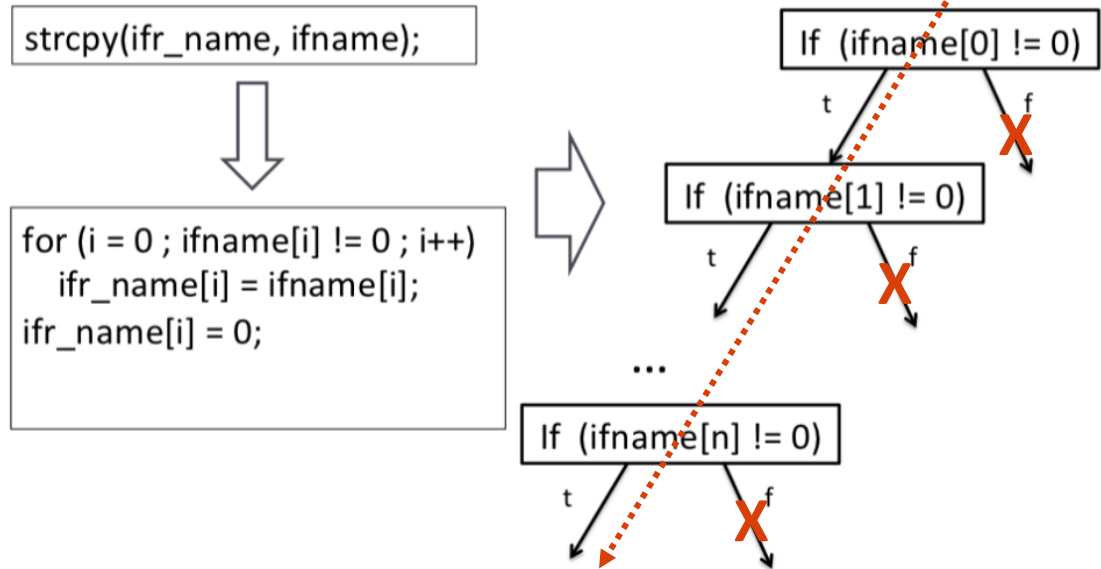 strcpy(ifr_name, ifname);
for (i = 0 ; ifname[i] != 0 ; i++)
ifr_name[i] = ifname[i];
ifr_name[i] = 0;
If (ifname[0] != 0)
t
f
X
If (ifname[1] != 0)
t
f
X
...
If (ifname[n] != 0)
t
f
X